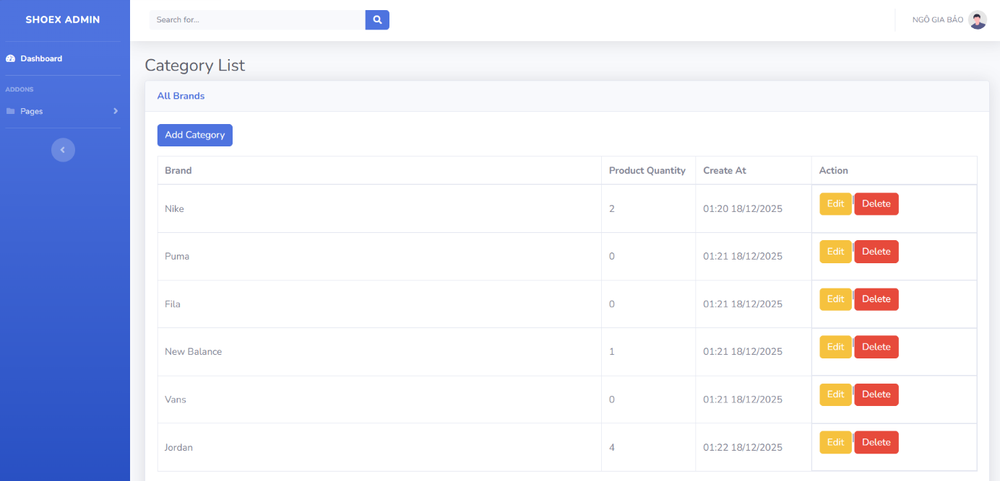 SHOEX ADMIN
Search for...
NGÔ GIA BẢO
Dashboard
ADDONS
Pages
Category List
All Brands
Add Category
Brand Product Quantity Create At Action
Nike 2 01:20 18/12/2025 Edit Delete
Puma 0 01:21 18/12/2025 Edit Delete
Fila 0 01:21 18/12/2025 Edit Delete
New Balance 1 01:21 18/12/2025 Edit Delete
Vans 0 01:21 18/12/2025 Edit Delete
Jordan 4 01:22 18/12/2025 Edit Delete